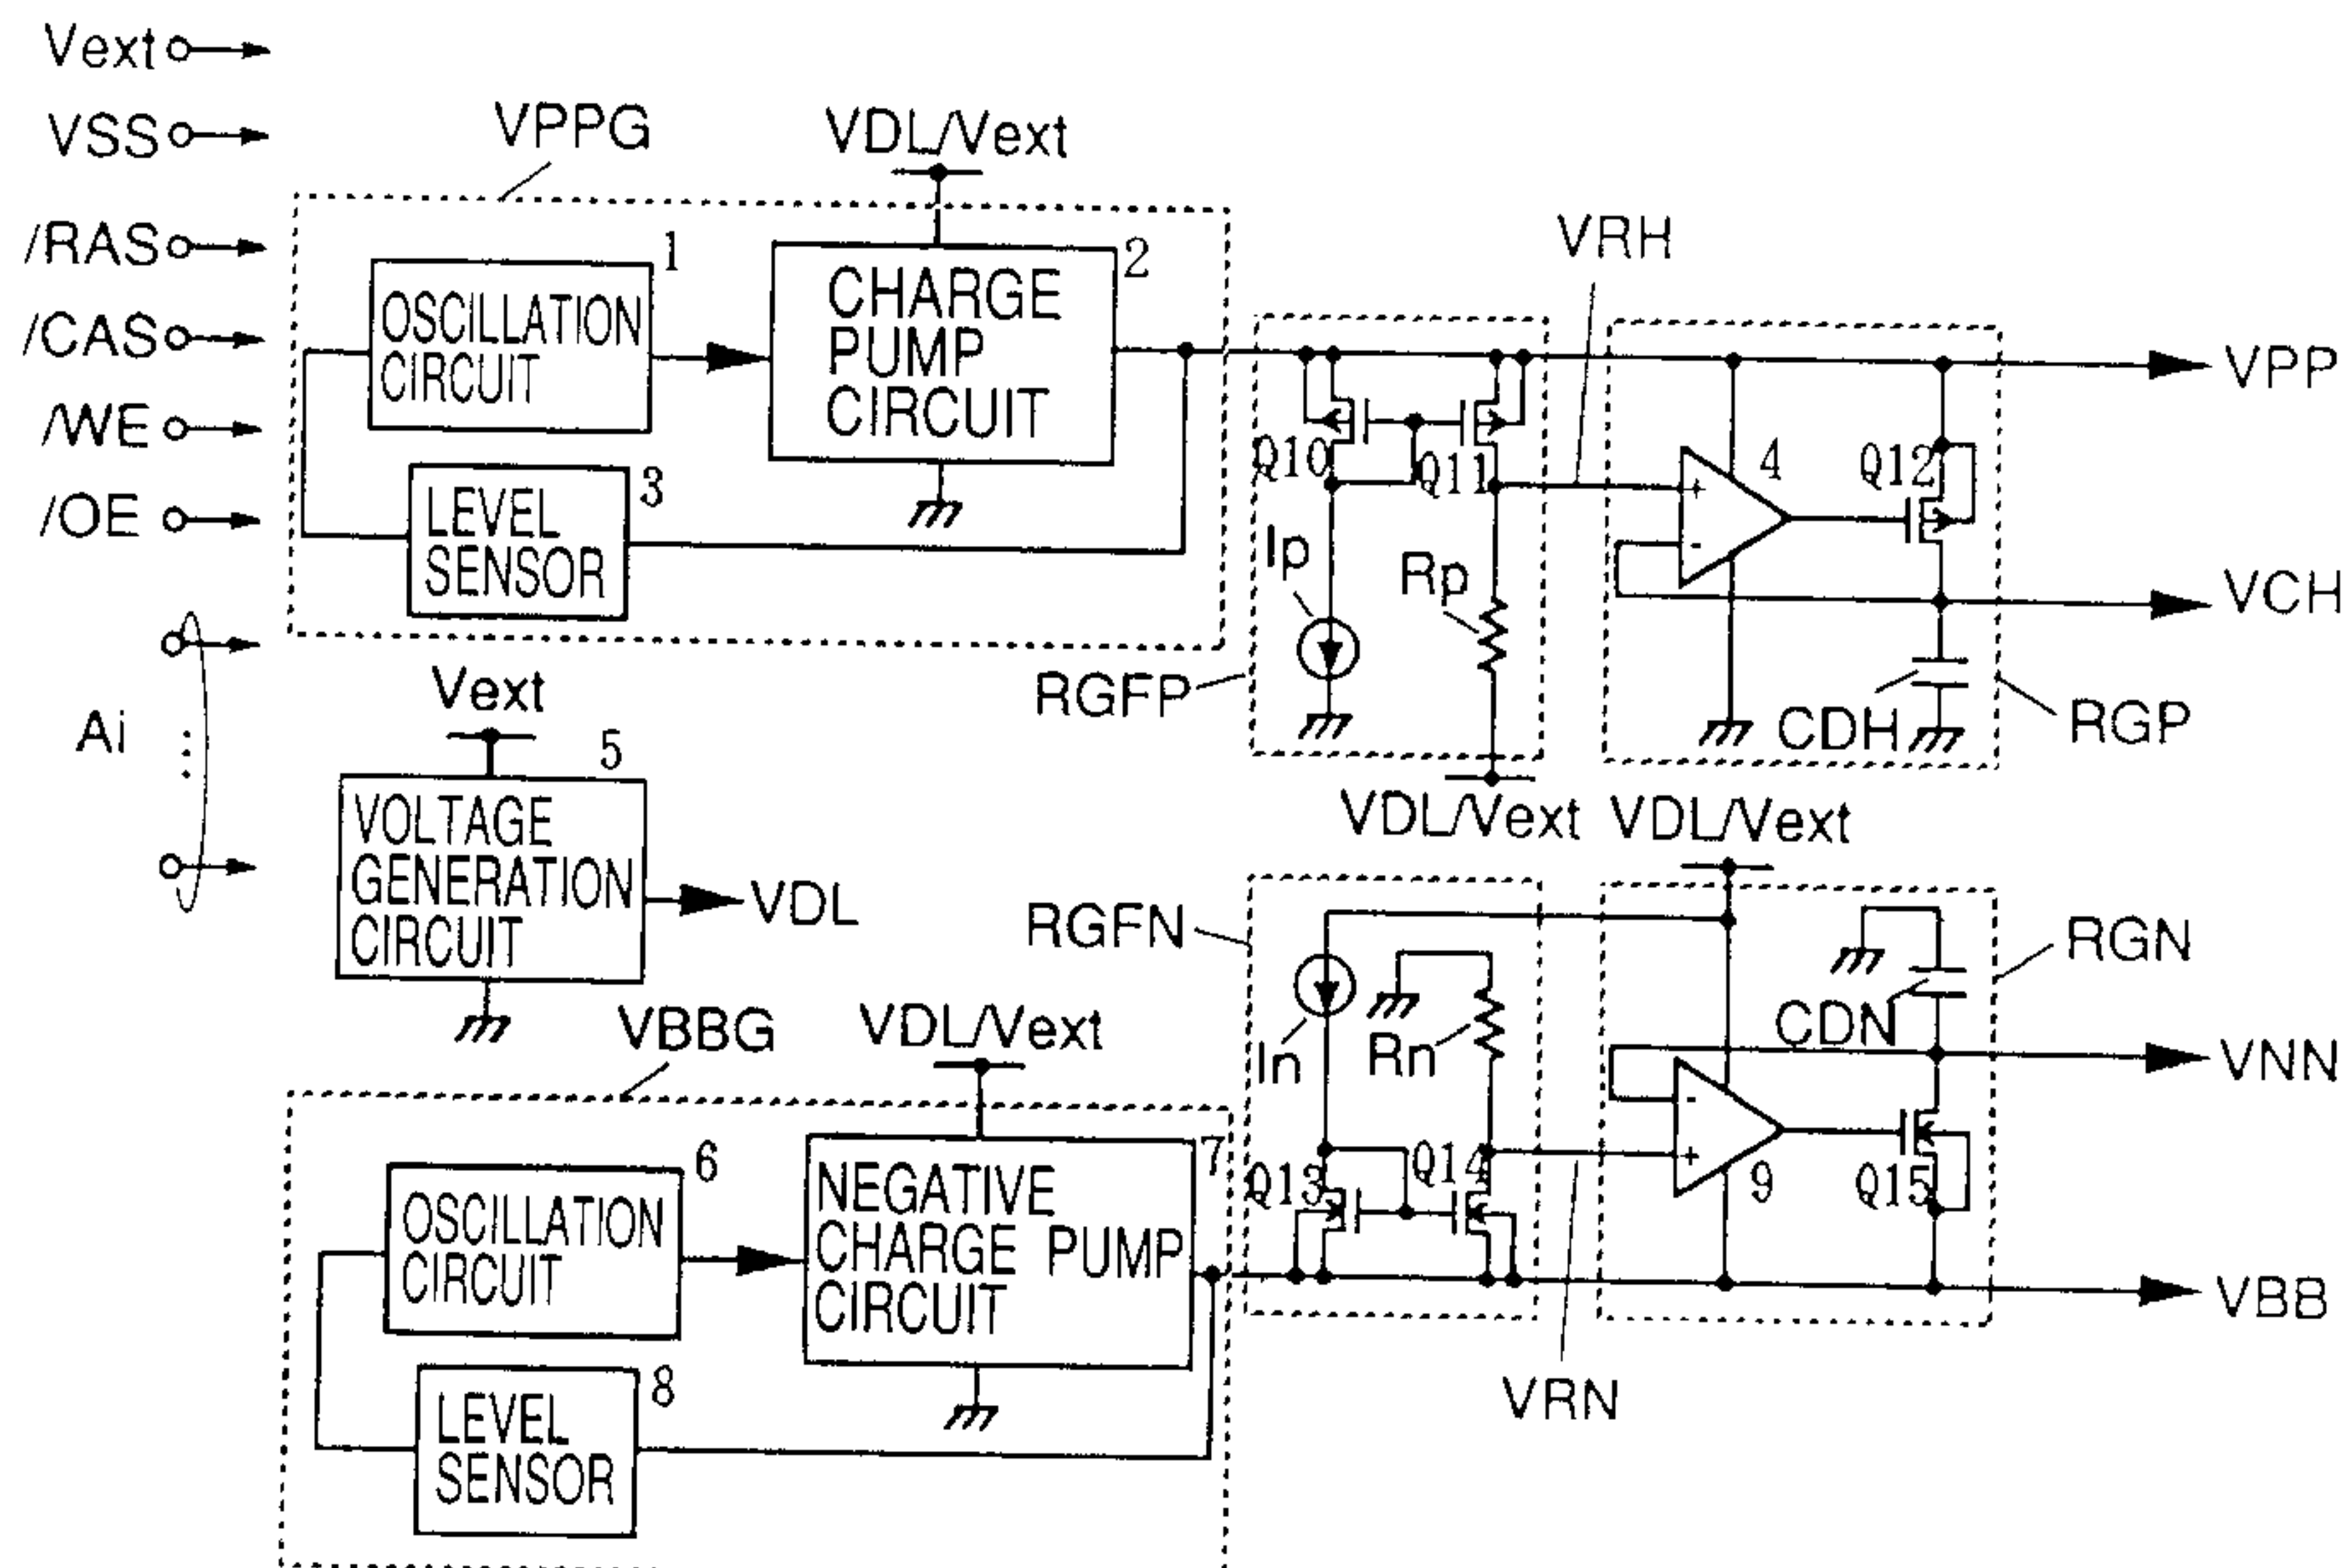 Vext
VSS
/RAS
/CAS
/WE
/OE
Ai
VPPG
VDL/Vext
OSCILLATION
CIRCUIT
1
CHARGE
PUMP
CIRCUIT
2
LEVEL
SENSOR
3
VRH
Q10
Q11
Ip
Rp
RGFP
VDL/Vext
+
-
4
Q12
CDH
RGP
VPP
VCH
Vext
5
VOLTAGE
GENERATION
CIRCUIT
VDL
VBBG
VDL/Vext
OSCILLATION
CIRCUIT
6
NEGATIVE
CHARGE PUMP
CIRCUIT
7
LEVEL
SENSOR
8
RGFN
In
Rn
Q13
Q14
VRN
VDL/Vext
-
+
9
CDN
Q15
RGN
VNN
VBB